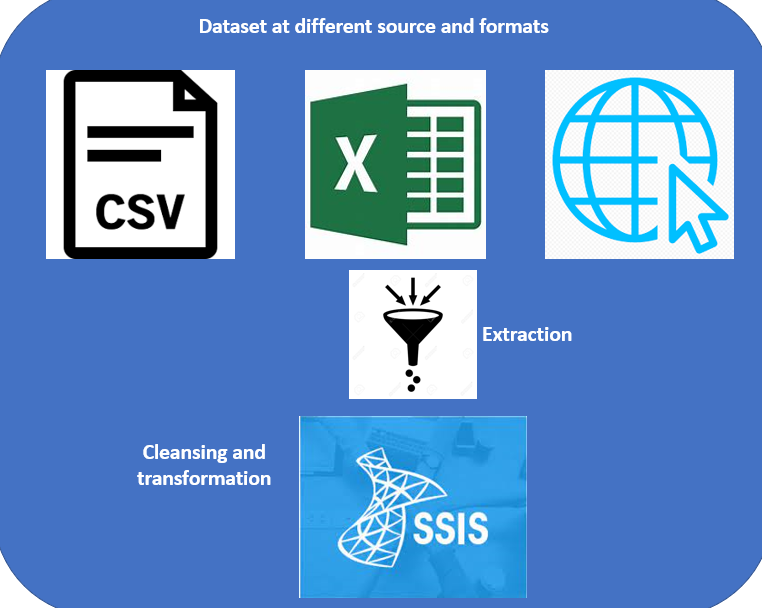 Dataset at different source and formats
CSV
X
Extraction
Cleansing and
transformation
SSIS